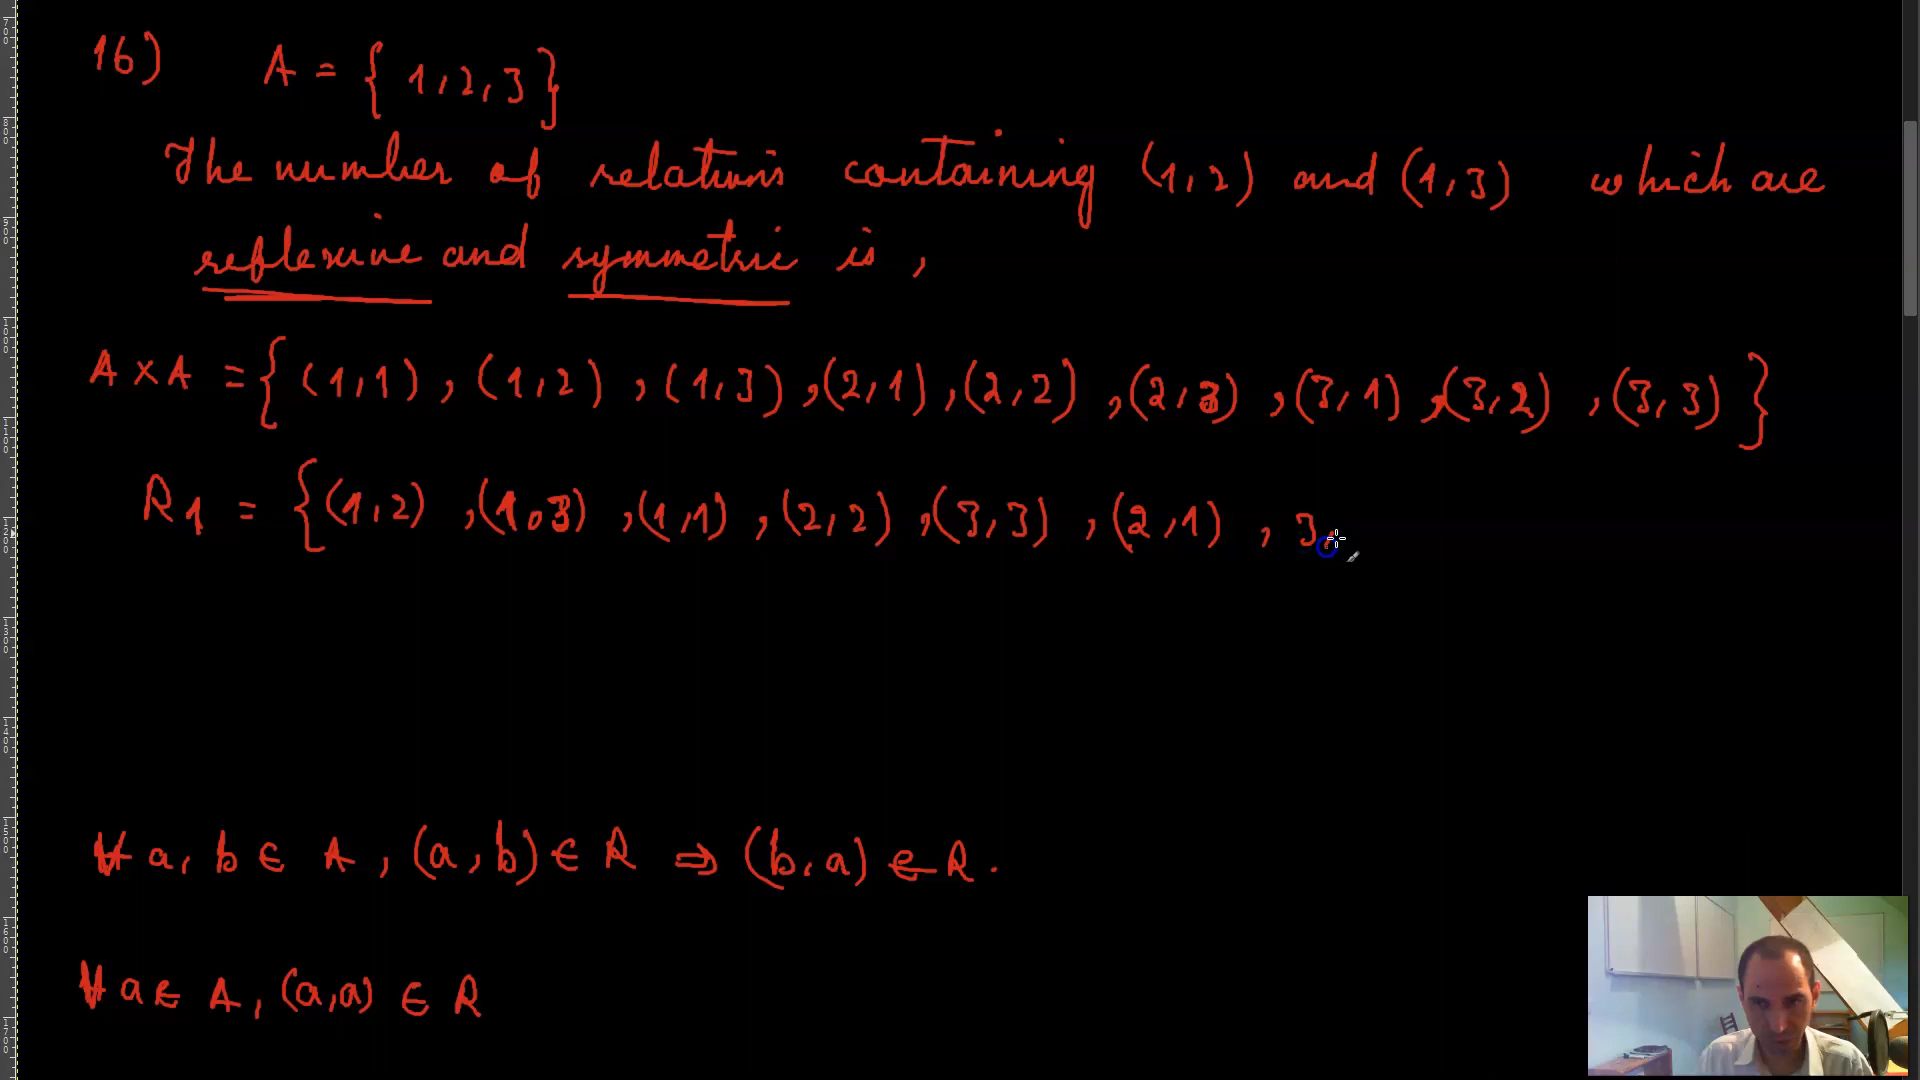 16) A = { 1, 2, 3 }
The number of relations containing (1, 2) and (1, 3) which are
reflexive and symmetric is ,
A × A = { (1, 1) , (1, 2) , (1, 3) , (2, 1) , (2, 2) , (2, 3) , (3, 1) , (3, 2) , (3, 3) }
R1 = { (1, 2) , (1, 3) , (1, 1) , (2, 2) , (3, 3) , (2, 1) , 3,
∀ a, b ∈ A , (a, b) ∈ R ⇒ (b, a) ∈ R .
∀ a ∈ A , (a, a) ∈ R